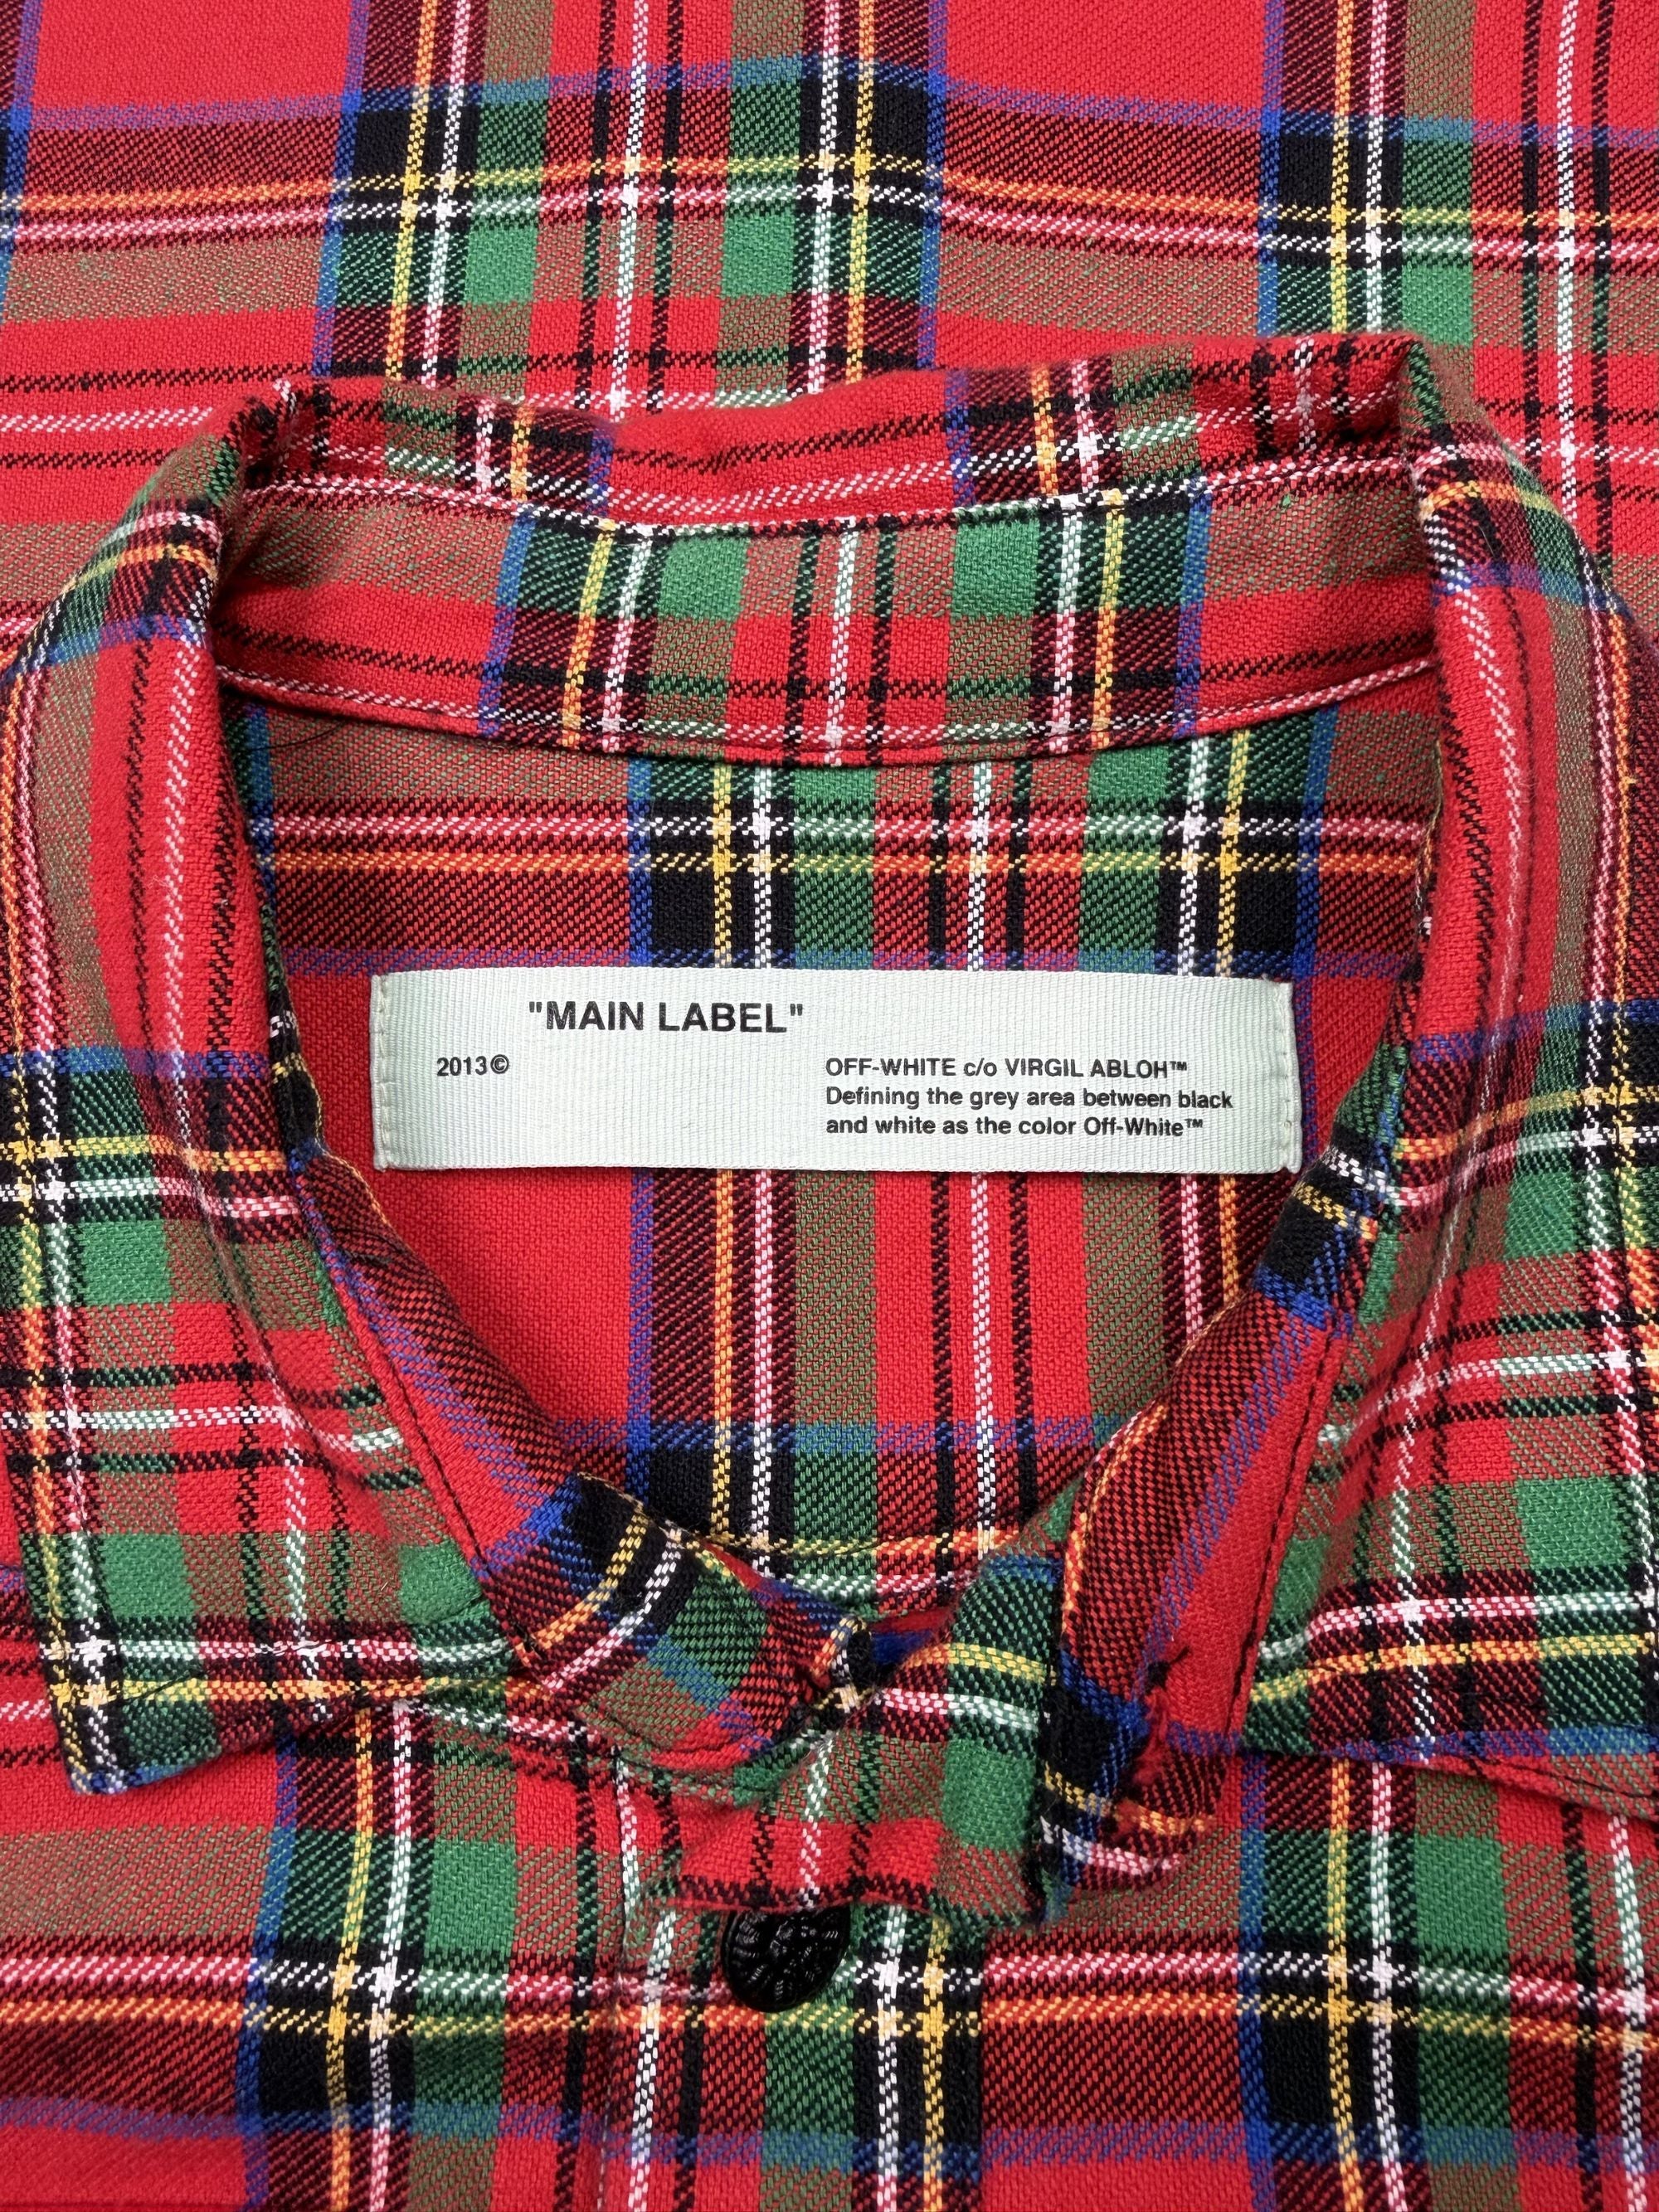 "MAIN LABEL"
2013©
OFF-WHITE c/o VIRGIL ABLOH™
Defining the grey area between black
and white as the color Off-White™